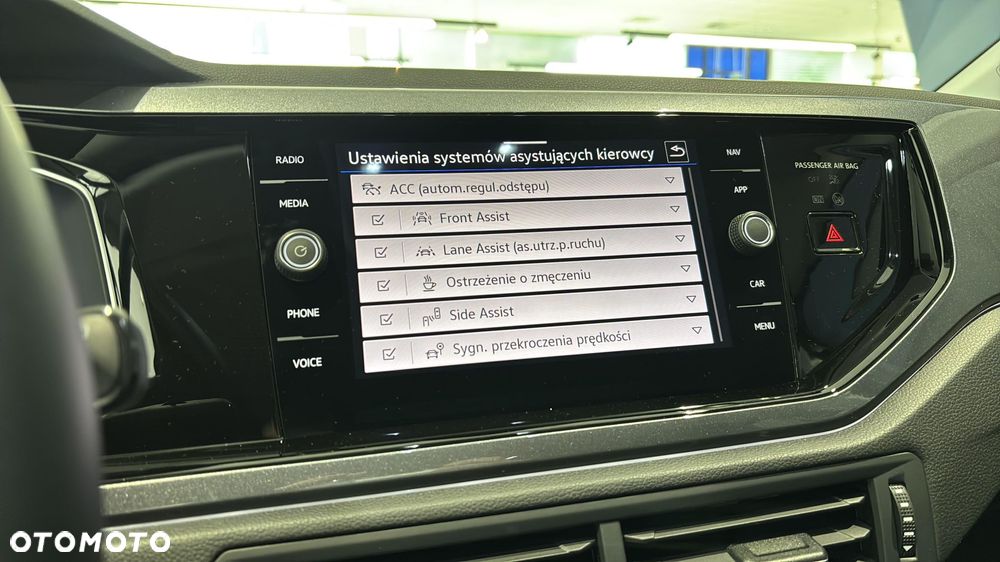 RADIO
MEDIA
PHONE
VOICE
Ustawienia systemów asystujących kierowcy
ACC (autom.regul.odstępu)
Front Assist
Lane Assist (as.utrz.p.ruchu)
Ostrzeżenie o zmęczeniu
Side Assist
Sygn. przekroczenia prędkości
NAV
APP
CAR
MENU
PASSENGER AIR BAG
OFF
ON
OTOMOTO